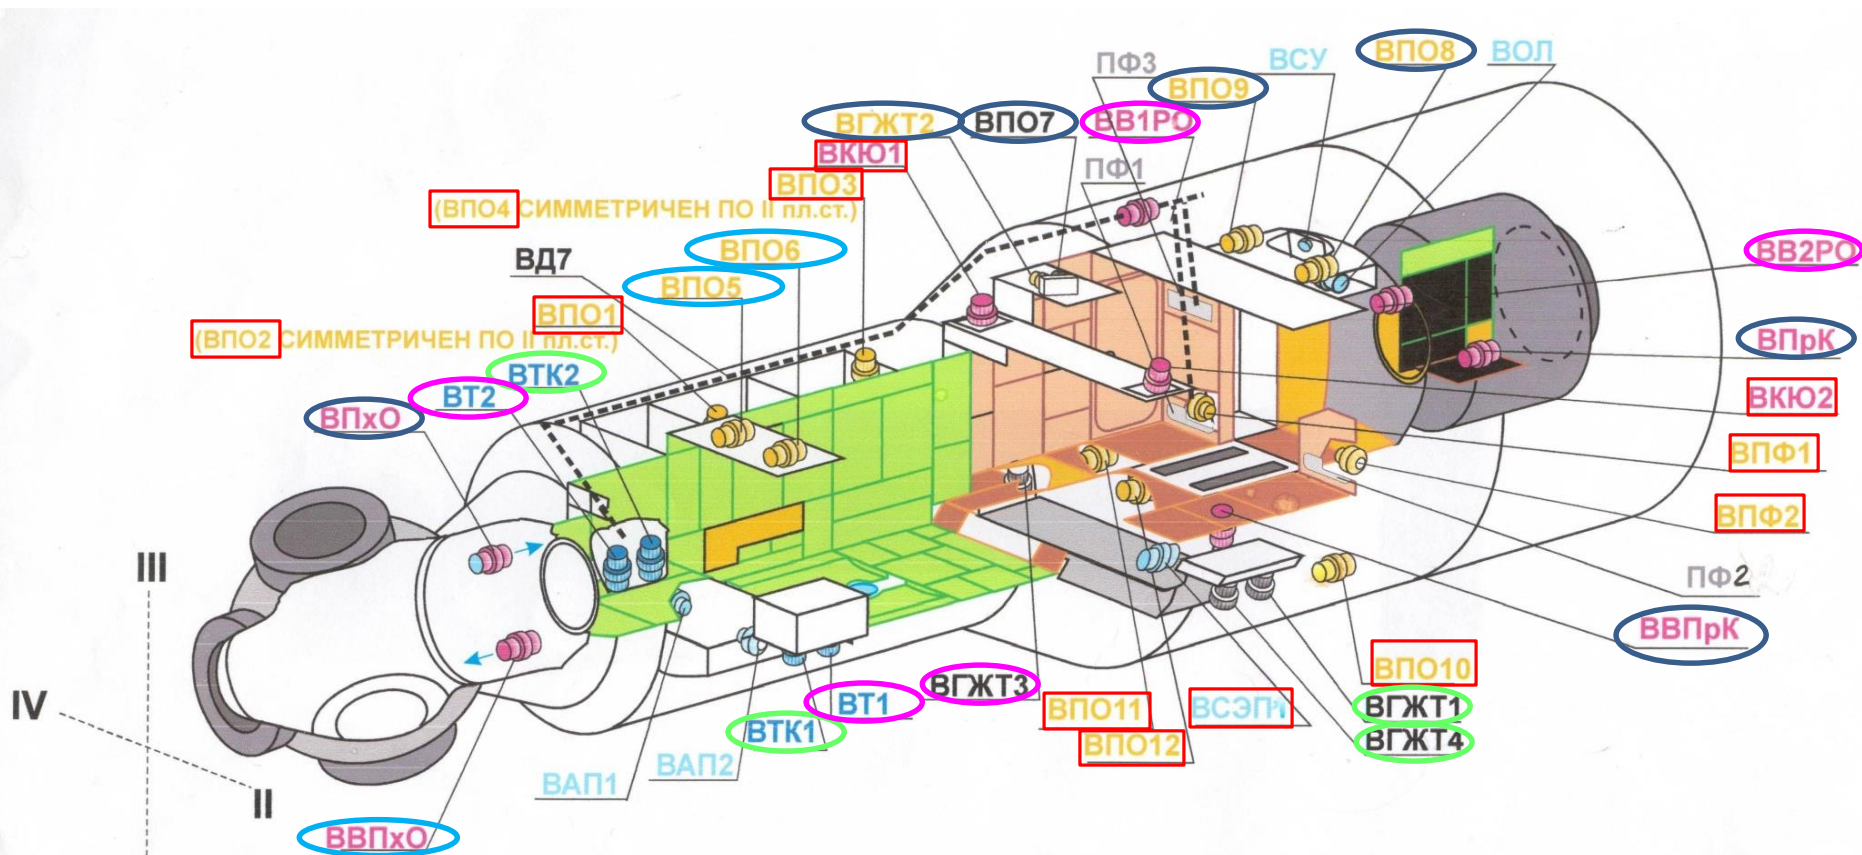 ПФ3
ВСУ
ВПО8
ВОЛ
ВПО9
ВГЖТ2
ВПО7
ВВ1РО
ВКЮ1
ПФ1
ВПО3
(ВПО4 СИММЕТРИЧЕН ПО II пл.ст.)
ВПО6
ВД7
ВВ2РО
ВПО5
ВПО1
(ВПО2 СИММЕТРИЧЕН ПО II пл.ст.)
ВПрК
ВТК2
ВТ2
ВКЮ2
ВПхО
ВПФ1
ВПФ2
III
ПФ2
ВВПрК
ВПО10
ВГЖТ3
IV
ВТ1
ВПО11
ВСЭП1
ВГЖТ1
ВТК1
ВПО12
ВГЖТ4
ВАП2
ВАП1
II
ВВПхО